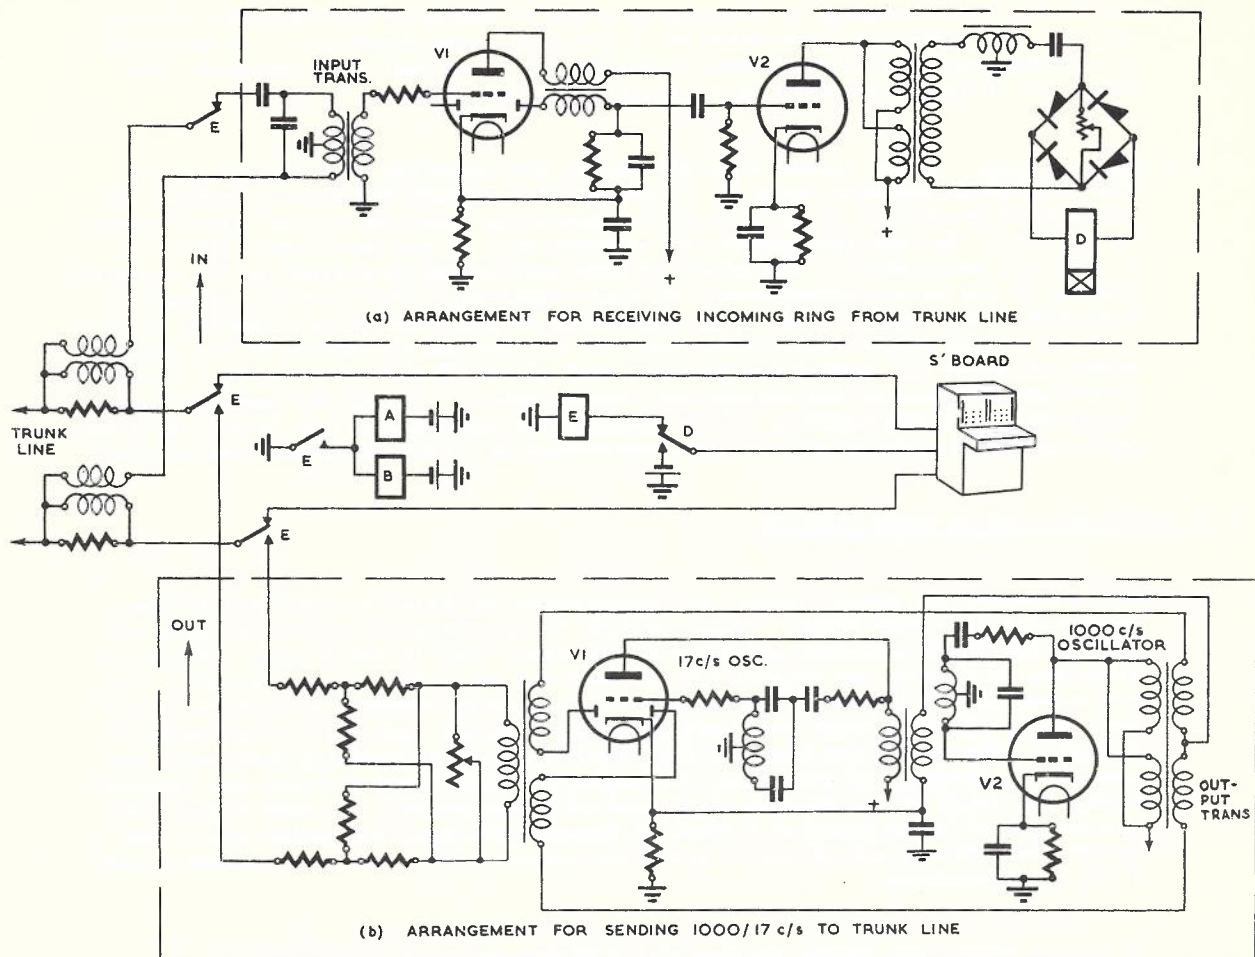 V1
INPUT
TRANS.
V2
E
+
+
D
IN
(a) ARRANGEMENT FOR RECEIVING INCOMING RING FROM TRUNK LINE
S' BOARD
E
A
E
D
TRUNK
LINE
E
B
E
OUT
V1
17c/s OSC.
1000 c/s
OSCILLATOR
V2
+
OUT-
PUT
TRANS
(b) ARRANGEMENT FOR SENDING 1000/17 c/s TO TRUNK LINE